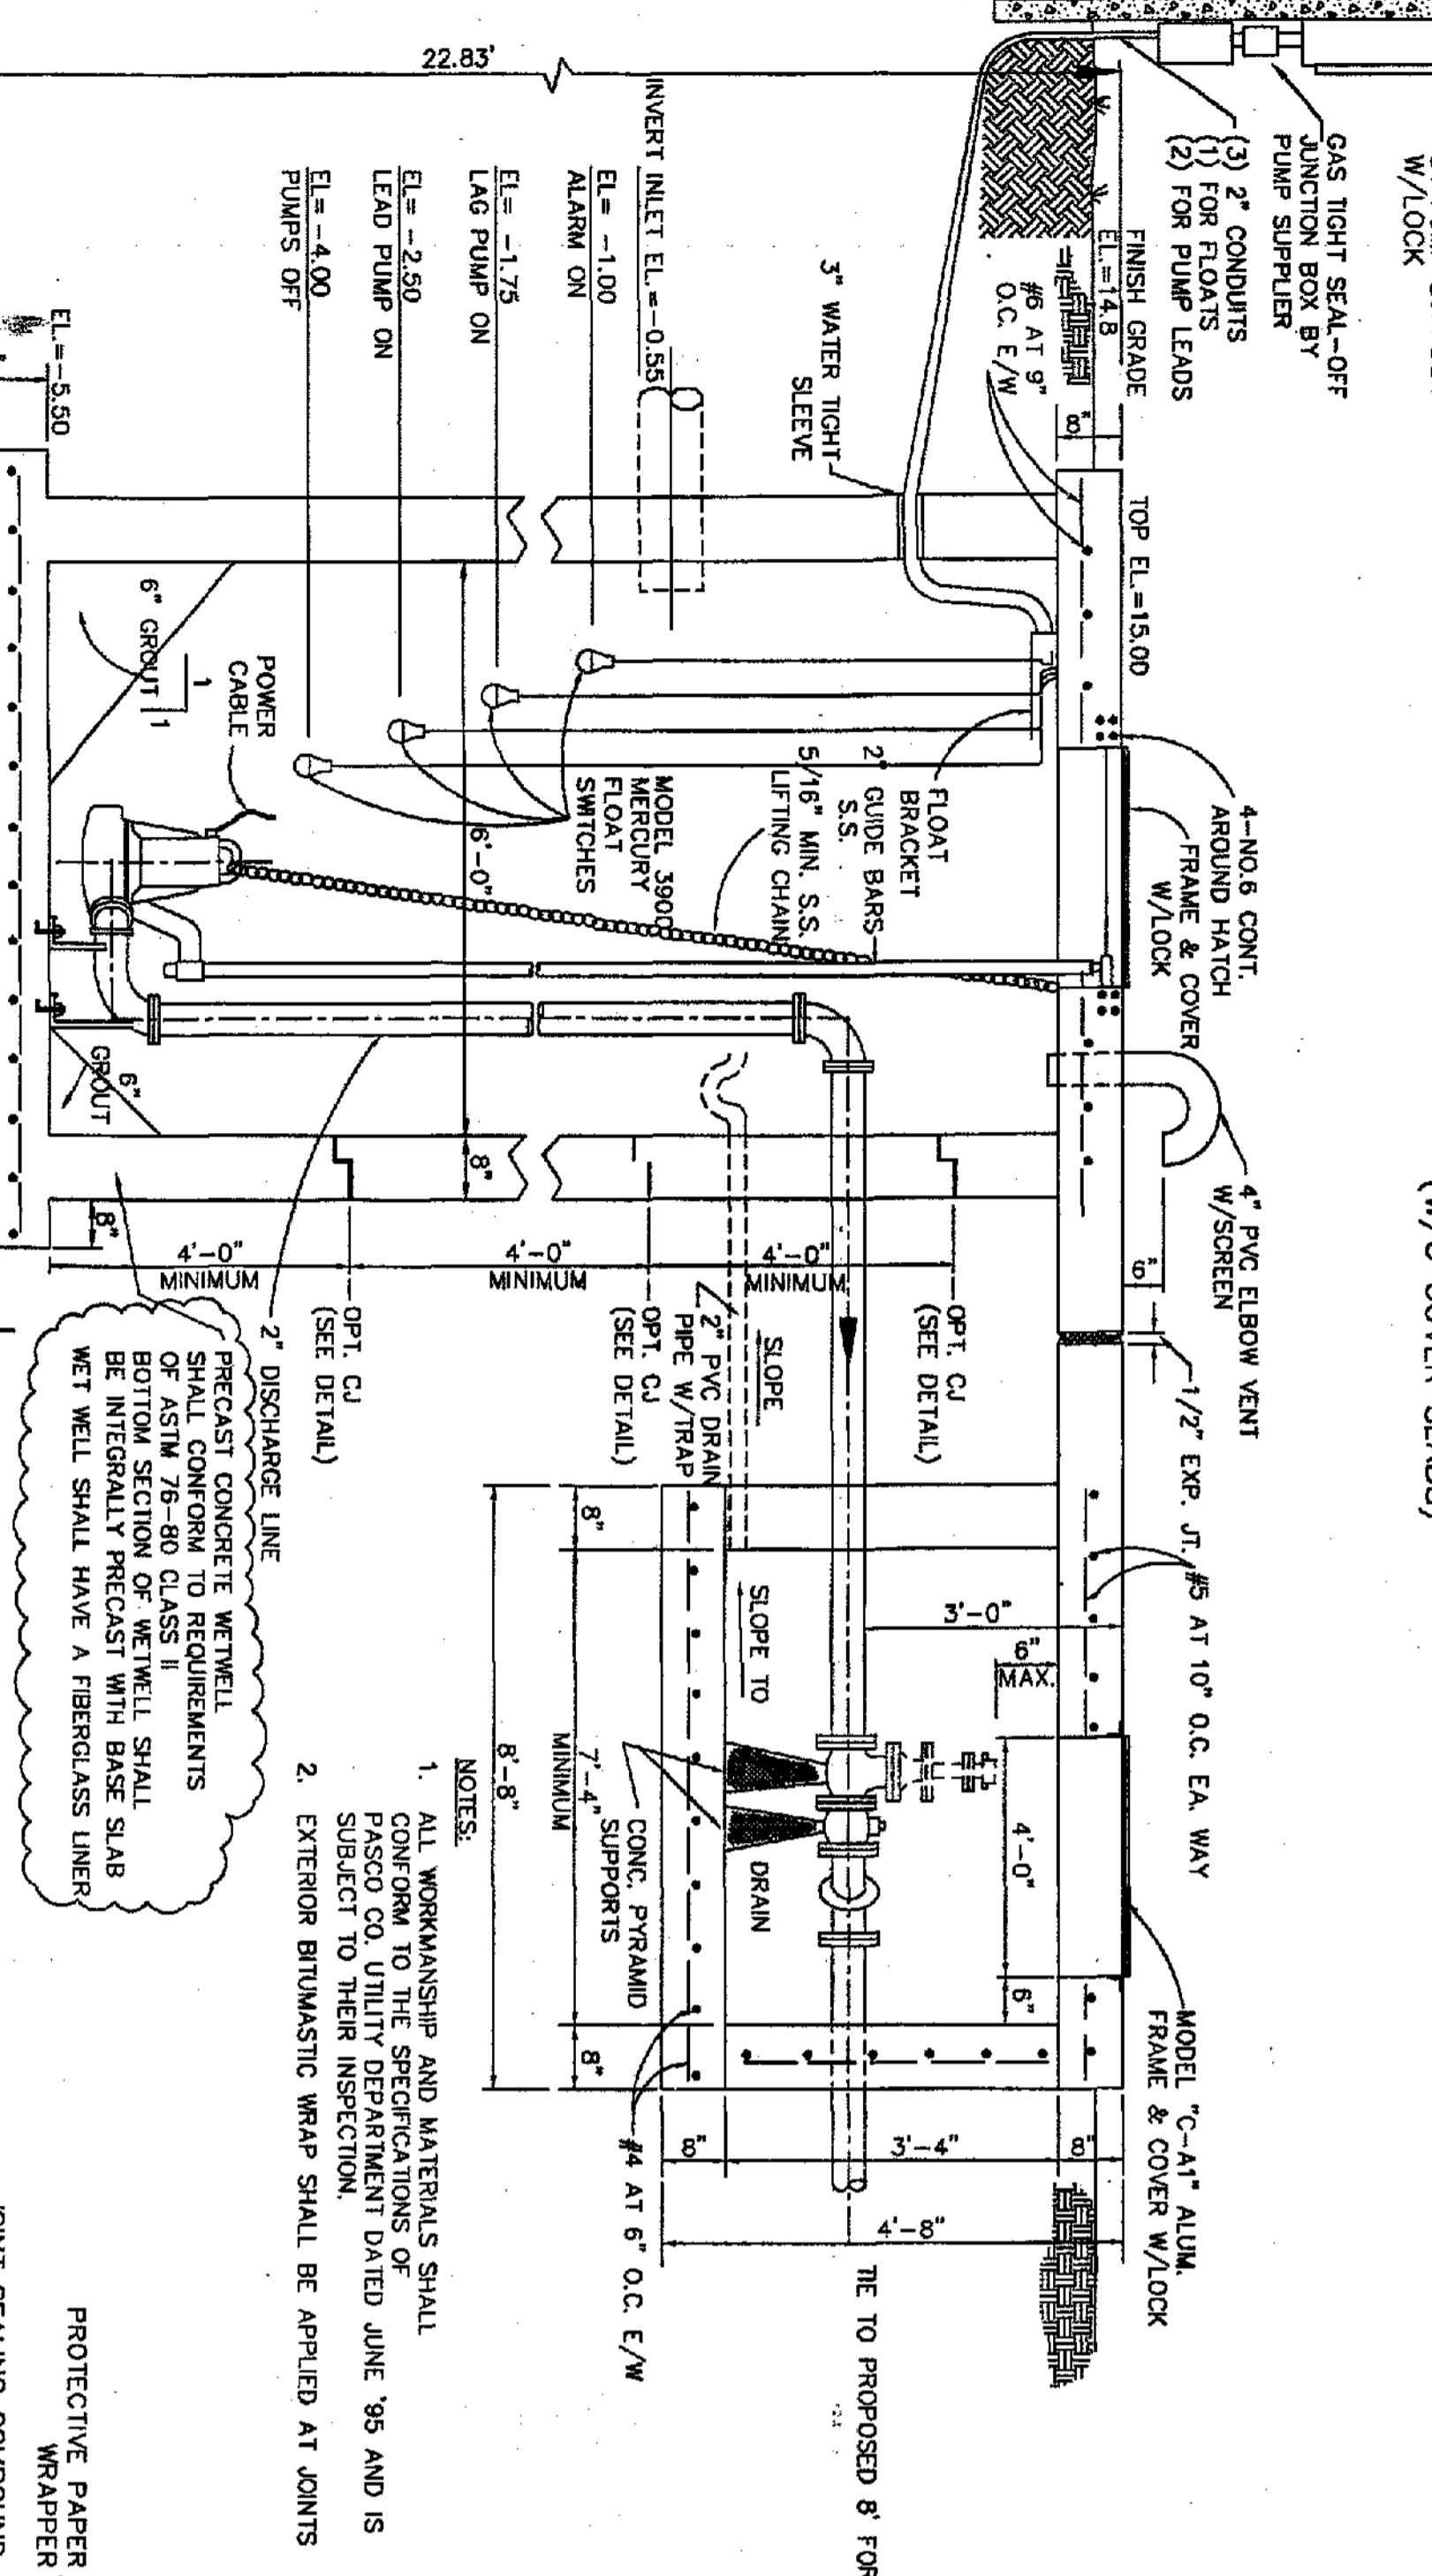 W/LOCK
GAS TIGHT SEAL-OFF
JUNCTION BOX BY
PUMP SUPPLIER
(3) 2" CONDUITS
(1) FOR FLOATS
(2) FOR PUMP LEADS
FINISH GRADE
EL.=14.8
22.83'
#6 AT 9"
O.C. E/W
8"
TOP EL.=15.00
4-NO.6 CONT.
AROUND HATCH
FRAME & COVER
W/LOCK
4" PVC ELBOW VENT
W/SCREEN
6"
1/2" EXP. JT.
#5 AT 10" O.C. EA. WAY
MODEL "C-A1" ALUM.
FRAME & COVER W/LOCK
3" WATER TIGHT
SLEEVE
INVERT INLET EL.=-0.55
EL= -1.00
ALARM ON
EL= -1.75
LAG PUMP ON
EL= -2.50
LEAD PUMP ON
EL= -4.00
PUMPS OFF
EL.=-5.50
FLOAT
BRACKET
2"
GUIDE BARS
S.S.
5/16" MIN. S.S.
LIFTING CHAIN
MODEL 3900
MERCURY
FLOAT
SWITCHES
6'-0"
8"
POWER
CABLE
1
1
6" GROUT
6"
GROUT
8"
4'-0"
MINIMUM
4'-0"
MINIMUM
4'-0"
MINIMUM
OPT. CJ
(SEE DETAIL)
OPT. CJ
(SEE DETAIL)
OPT. CJ
(SEE DETAIL)
SLOPE
2" PVC DRAIN
PIPE W/TRAP
2" DISCHARGE LINE
PRECAST CONCRETE WETWELL
SHALL CONFORM TO REQUIREMENTS
OF ASTM 76-80 CLASS II
BOTTOM SECTION OF WETWELL SHALL
BE INTEGRALLY PRECAST WITH BASE SLAB
WET WELL SHALL HAVE A FIBERGLASS LINER
3'-0"
6"
MAX.
4'-0"
6"
SLOPE TO
DRAIN
CONC. PYRAMID
SUPPORTS
8"
7'-4"
MINIMUM
8"
8'-8"
8"
3'-4"
8"
4'-8"
#4 AT 6" O.C. E/W
TIE TO PROPOSED 8' FOR
NOTES:
1. ALL WORKMANSHIP AND MATERIALS SHALL
CONFORM TO THE SPECIFICATIONS OF
PASCO CO. UTILITY DEPARTMENT DATED JUNE '95 AND IS
SUBJECT TO THEIR INSPECTION.
2. EXTERIOR BITUMASTIC WRAP SHALL BE APPLIED AT JOINTS
PROTECTIVE PAPER
WRAPPER